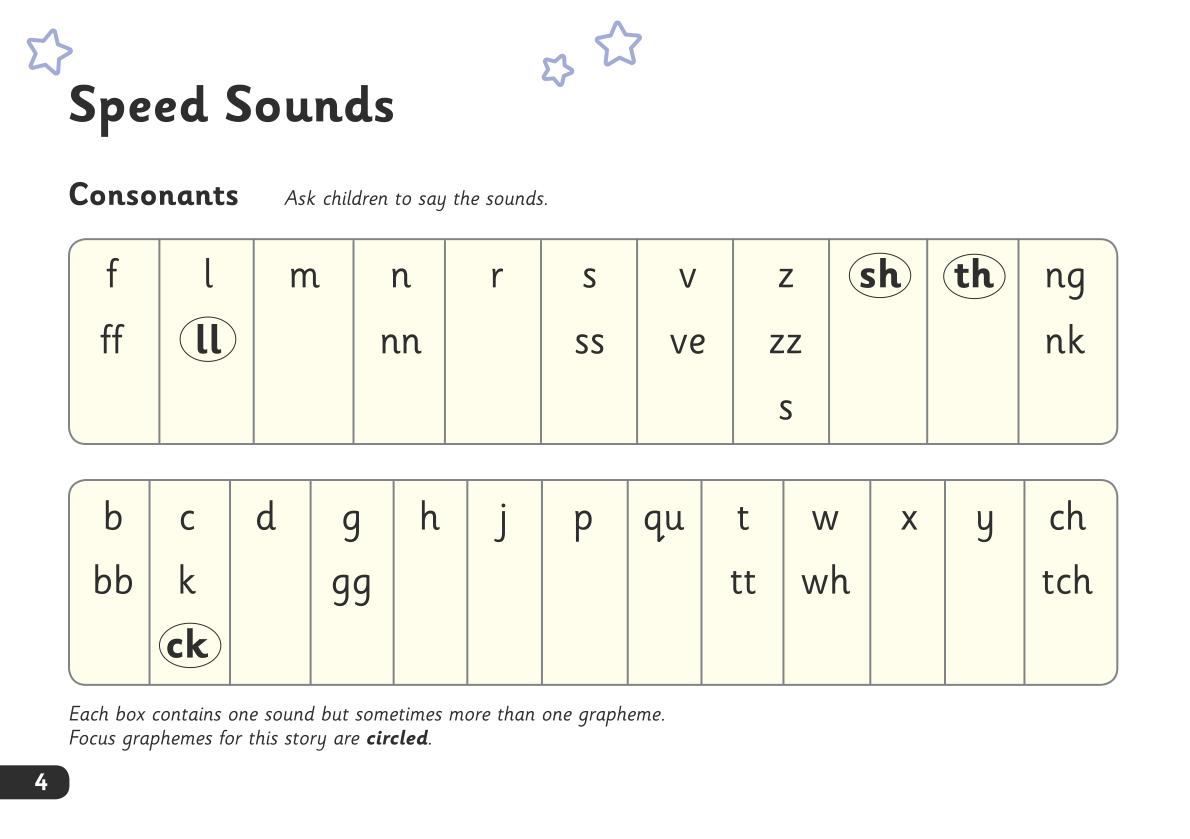 Speed Sounds
Consonants Ask children to say the sounds.
f l m n r s v z sh th ng
ff ll nn ss ve zz nk
s
b c d g h j p qu t w x y ch
bb k gg tt wh tch
ck
Each box contains one sound but sometimes more than one grapheme.
Focus graphemes for this story are circled.
4